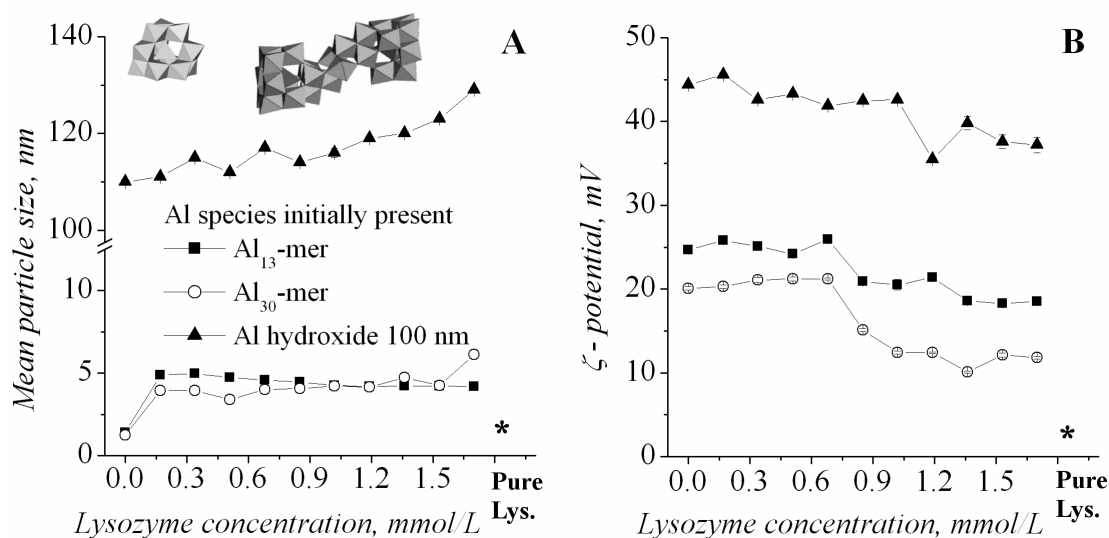 A
140
120
100
10
5
0
Mean particle size, nm
Al species initially present
Al₁₃-mer
Al₃₀-mer
Al hydroxide 100 nm
*
0.0 0.3 0.6 0.9 1.2 1.5 Pure Lys.
Lysozyme concentration, mmol/L
B
50
40
30
20
10
0
ζ - potential, mV
*
0.0 0.3 0.6 0.9 1.2 1.5 Pure Lys.
Lysozyme concentration, mmol/L